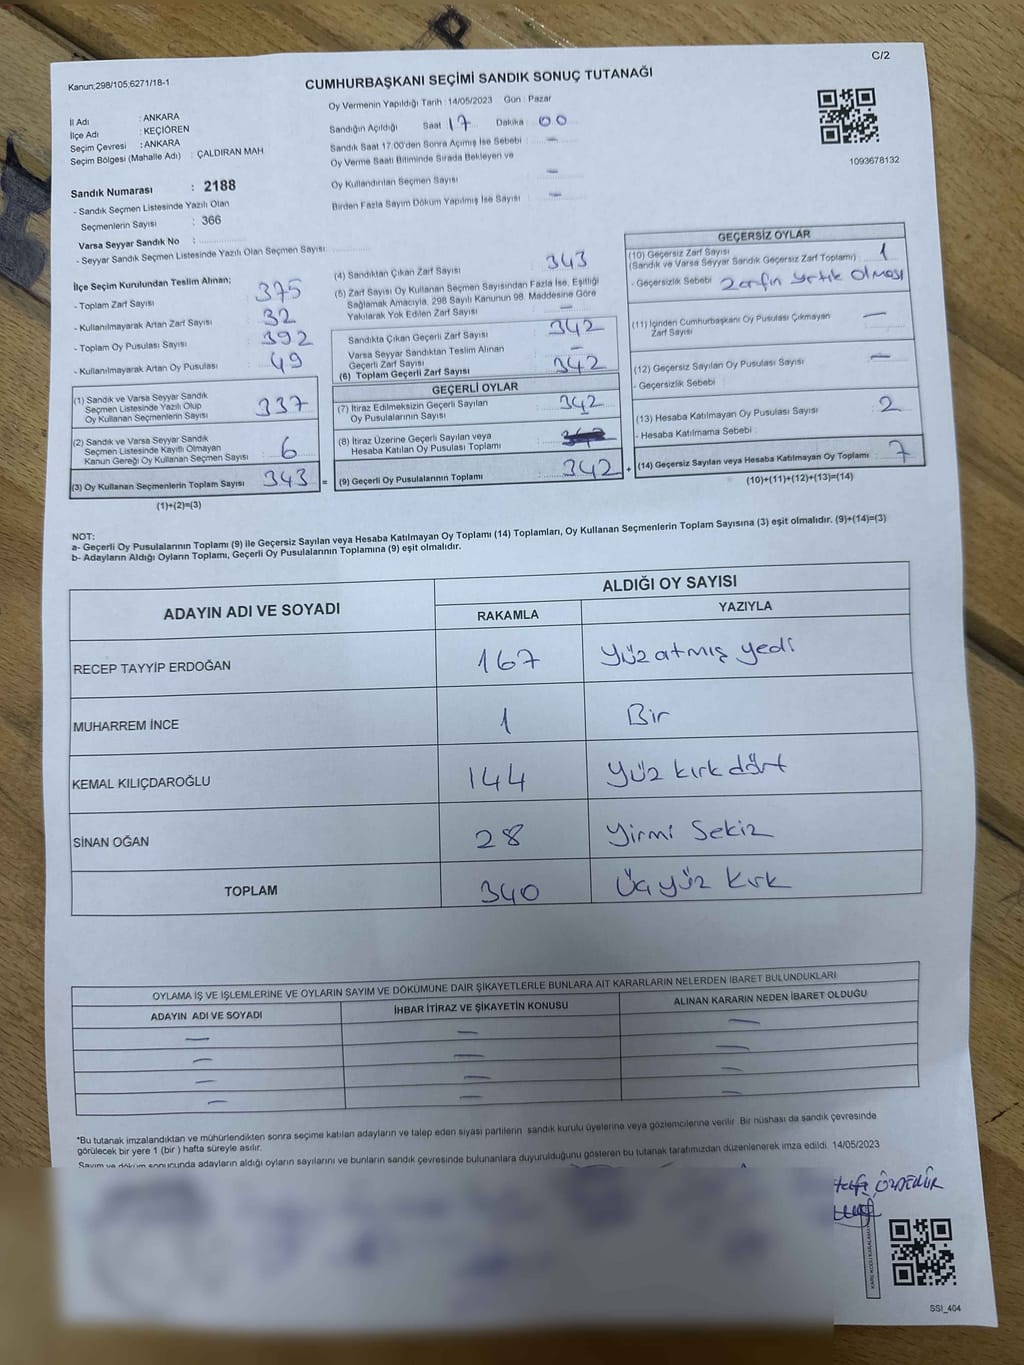 C/2
Kanun;298/105;6271/18-1
CUMHURBAŞKANI SEÇİMİ SANDIK SONUÇ TUTANAĞI
İl Adı : ANKARA
İlçe Adı : KEÇİÖREN
Seçim Çevresi : ANKARA
Seçim Bölgesi (Mahalle Adı) : ÇALDIRAN MAH
Oy Vermenin Yapıldığı Tarih : 14/05/2023 Gün : Pazar
Sandığın Açıldığı Saat 17 Dakika : 00
Sandık Saat 17:00'den Sonra Açımış İse Sebebi : —
Oy Verme Saati Bitiminde Sırada Bekleyen ve
Oy Kullandırılan Seçmen Sayısı —
Birden Fazla Sayım Döküm Yapılmış İse Sayısı : —
1093678132
Sandık Numarası : 2188
- Sandık Seçmen Listesinde Yazılı Olan
Seçmenlerin Sayısı : 366
Varsa Seyyar Sandık No :
- Seyyar Sandık Seçmen Listesinde Yazılı Olan Seçmen Sayısı:
İlçe Seçim Kurulundan Teslim Alınan;
- Toplam Zarf Sayısı 375
- Kullanılmayarak Artan Zarf Sayısı 32
- Toplam Oy Pusulası Sayısı 392
- Kullanılmayarak Artan Oy Pusulası 49
(1) Sandık ve Varsa Seyyar Sandık
Seçmen Listesinde Yazılı Olup
Oy Kullanan Seçmenlerin Sayısı 337
(2) Sandık ve Varsa Seyyar Sandık
Seçmen Listesinde Kayıtlı Olmayan
Kanun Gereği Oy Kullanan Seçmen Sayısı 6
(3) Oy Kullanan Seçmenlerin Toplam Sayısı 343 =
(1)+(2)=(3)
(4) Sandıktan Çıkan Zarf Sayısı 343
(5) Zarf Sayısı Oy Kullanan Seçmen Sayısından Fazla İse, Eşitliği
Sağlamak Amacıyla, 298 Sayılı Kanunun 98. Maddesine Göre
Yakılarak Yok Edilen Zarf Sayısı —
Sandıkta Çıkan Geçerli Zarf Sayısı 342
Varsa Seyyar Sandıktan Teslim Alınan
Geçerli Zarf Sayısı —
(6) Toplam Geçerli Zarf Sayısı 342
GEÇERLİ OYLAR
(7) İtiraz Edilmeksizin Geçerli Sayılan
Oy Pusulalarının Sayısı 342
(8) İtiraz Üzerine Geçerli Sayılan veya
Hesaba Katılan Oy Pusulası Toplamı
(9) Geçerli Oy Pusulalarının Toplamı 342 +
GEÇERSİZ OYLAR
(10) Geçersiz Zarf Sayısı
(Sandık ve Varsa Seyyar Sandık Geçersiz Zarf Toplamı) : 1
- Geçersizlik Sebebi Zarfın yırtık olması
(11) İçinden Cumhurbaşkanı Oy Pusulası Çıkmayan
Zarf Sayısı —
(12) Geçersiz Sayılan Oy Pusulası Sayısı —
- Geçersizlik Sebebi
(13) Hesaba Katılmayan Oy Pusulası Sayısı 2
- Hesaba Katılmama Sebebi :
(14) Geçersiz Sayılan veya Hesaba Katılmayan Oy Toplamı : 7
(10)+(11)+(12)+(13)=(14)
NOT:
a- Geçerli Oy Pusulalarının Toplamı (9) ile Geçersiz Sayılan veya Hesaba Katılmayan Oy Toplamı (14) Toplamları, Oy Kullanan Seçmenlerin Toplam Sayısına (3) eşit olmalıdır. (9)+(14)=(3)
b- Adayların Aldığı Oyların Toplamı, Geçerli Oy Pusulalarının Toplamına (9) eşit olmalıdır.
ADAYIN ADI VE SOYADI ALDIĞI OY SAYISI
RAKAMLA YAZIYLA
RECEP TAYYİP ERDOĞAN 167 Yüz atmış yedi
MUHARREM İNCE 1 Bir
KEMAL KILIÇDAROĞLU 144 Yüz kırk dört
SİNAN OĞAN 28 Yirmi Sekiz
TOPLAM 340 Üç yüz kırk
OYLAMA İŞ VE İŞLEMLERİNE VE OYLARIN SAYIM VE DÖKÜMÜNE DAİR ŞİKAYETLERLE BUNLARA AİT KARARLARIN NELERDEN İBARET BULUNDUKLARI
ADAYIN ADI VE SOYADI İHBAR İTİRAZ VE ŞİKAYETİN KONUSU ALINAN KARARIN NEDEN İBARET OLDUĞU
— — —
— — —
— — —
— — —
*Bu tutanak imzalandıktan ve mühürlendikten sonra seçime katılan adayların ve talep eden siyasi partilerin sandık kurulu üyelerine veya gözlemcilerine verilir. Bir nüshası da sandık çevresinde
görülecek bir yere 1 (bir ) hafta süreyle asılır.
Sayım ve döküm sonucunda adayların aldığı oyların sayılarını ve bunların sandık çevresinde bulunanlara duyurulduğunu gösteren bu tutanak tarafımızdan düzenlenerek imza edildi. 14/05/2023
ÖZDEMİR
SSI_404